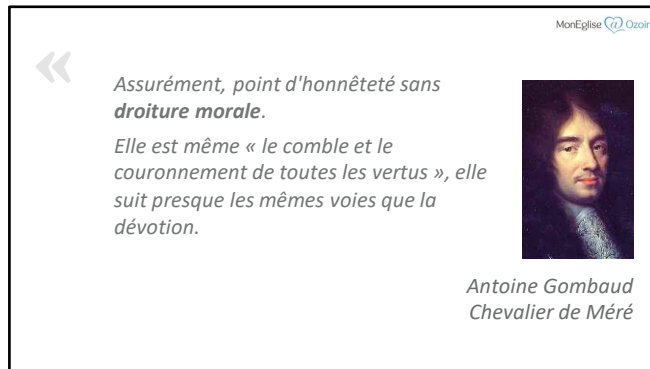 MonEglise @ Ozoir
«
Assurément, point d'honnêteté sans
droiture morale.
Elle est même « le comble et le
couronnement de toutes les vertus », elle
suit presque les mêmes voies que la
dévotion.
Antoine Gombaud
Chevalier de Méré